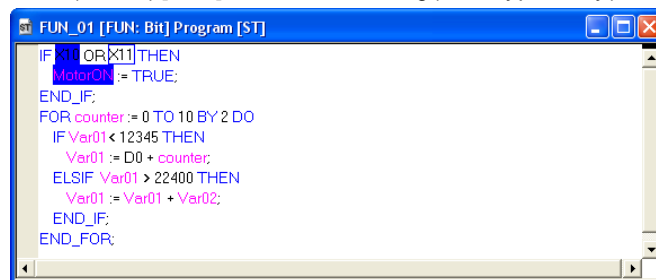 ST FUN_01 [FUN: Bit] Program [ST]
IF X10 OR X11 THEN
MotorON := TRUE;
END_IF;
FOR counter := 0 TO 10 BY 2 DO
IF Var01 < 12345 THEN
Var01 := D0 + counter;
ELSIF Var01 > 22400 THEN
Var01 := Var01 + Var02;
END_IF;
END_FOR;